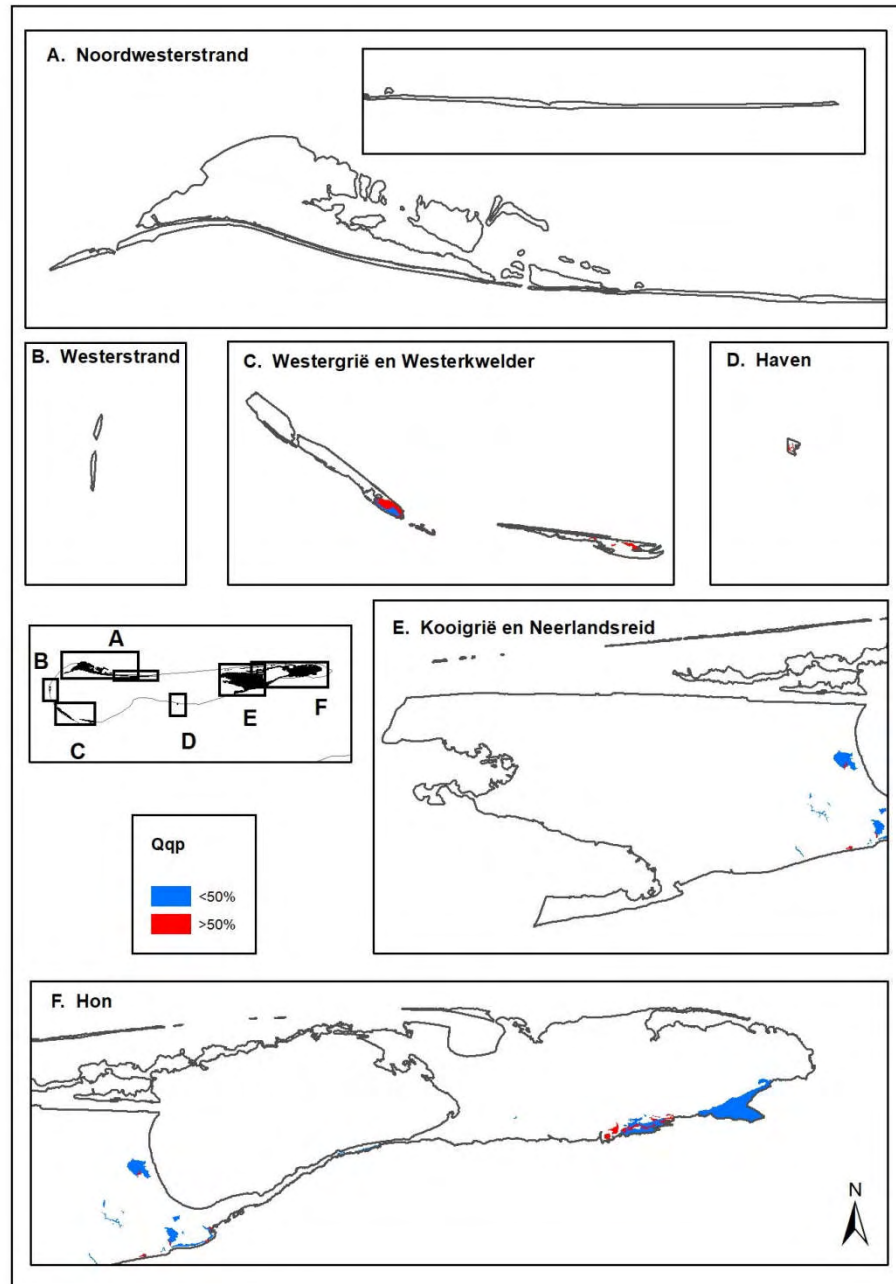 A. Noordwesterstrand
B. Westerstrand
C. Westergrië en Westerkwelder
D. Haven
A
B
C
D
E
F
E. Kooigrië en Neerlandsreid
Qqp
<50%
>50%
F. Hon
N